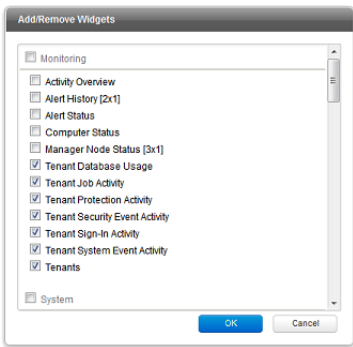 Add/Remove Widgets
Monitoring
Activity Overview
Alert History [2x1]
Alert Status
Computer Status
Manager Node Status [3x1]
Tenant Database Usage
Tenant Job Activity
Tenant Protection Activity
Tenant Security Event Activity
Tenant Sign-In Activity
Tenant System Event Activity
Tenants
System
OK Cancel